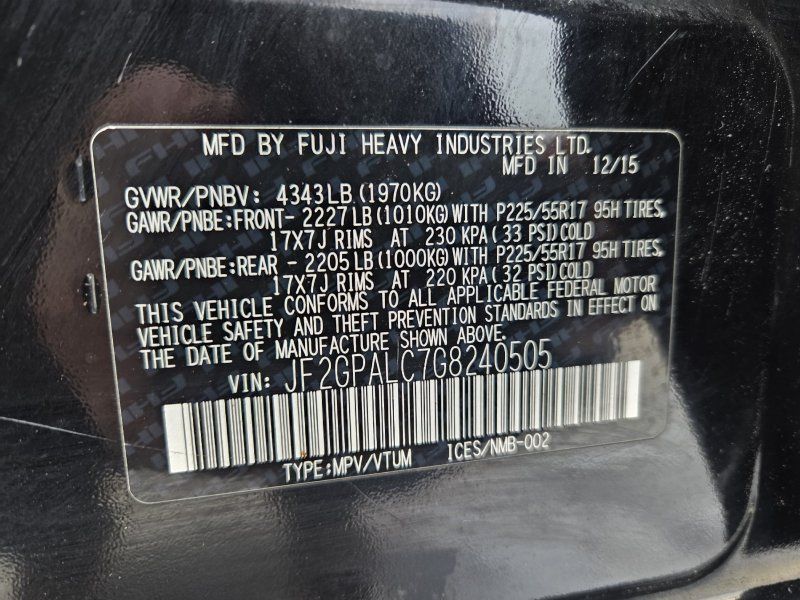 MFD BY FUJI HEAVY INDUSTRIES LTD.
MFD IN 12/15
GVWR/PNBV: 4343LB(1970KG)
GAWR/PNBE:FRONT- 2227LB(1010KG)WITH P225/55R17 95H TIRES,
17X7J RIMS AT 230 KPA(33 PSI)COLD
GAWR/PNBE:REAR - 2205LB(1000KG)WITH P225/55R17 95H TIRES,
17X7J RIMS AT 220 KPA(32 PSI)COLD
THIS VEHICLE CONFORMS TO ALL APPLICABLE FEDERAL MOTOR
VEHICLE SAFETY AND THEFT PREVENTION STANDARDS IN EFFECT ON
THE DATE OF MANUFACTURE SHOWN ABOVE.
VIN: JF2GPALC7G8240505
TYPE:MPV/VTUM ICES/NMB-002